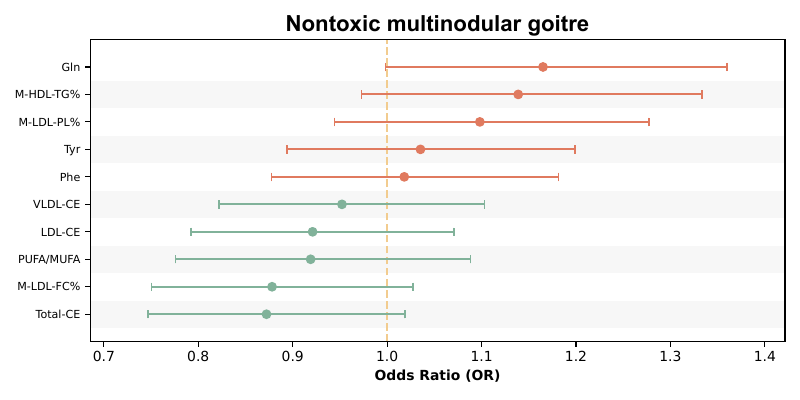 Nontoxic multinodular goitre
Gln
M-HDL-TG%
M-LDL-PL%
Tyr
Phe
VLDL-CE
LDL-CE
PUFA/MUFA
M-LDL-FC%
Total-CE
0.7 0.8 0.9 1.0 1.1 1.2 1.3 1.4
Odds Ratio (OR)